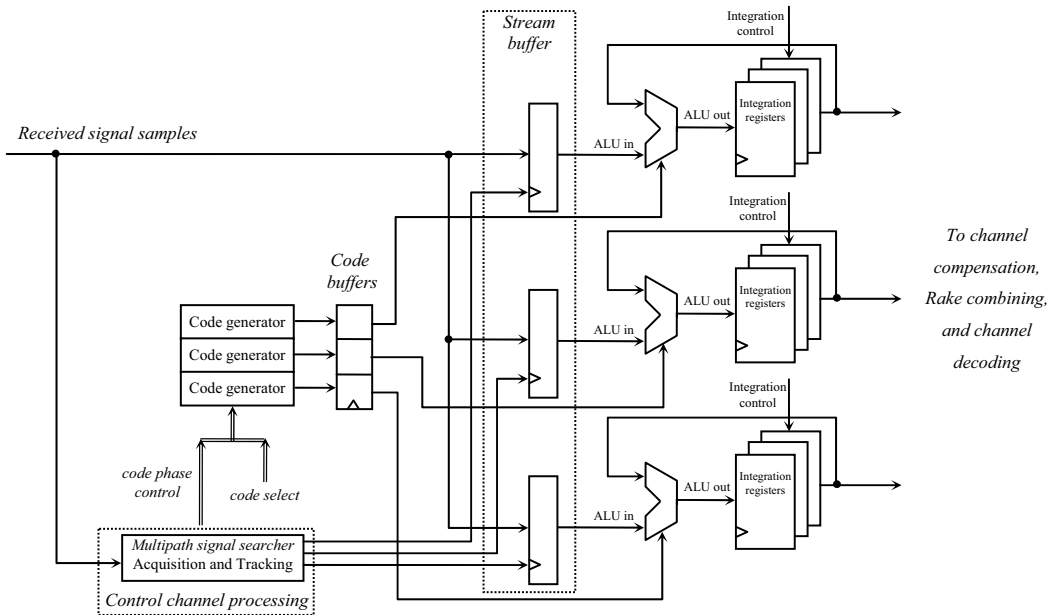 Stream
buffer
Integration
control
Received signal samples
ALU in
ALU out
Integration
registers
Integration
control
Code
buffers
ALU in
ALU out
Integration
registers
To channel
compensation,
Rake combining,
and channel
decoding
Code generator
Code generator
Code generator
Integration
control
code phase
control
code select
ALU in
ALU out
Integration
registers
Multipath signal searcher
Acquisition and Tracking
Control channel processing